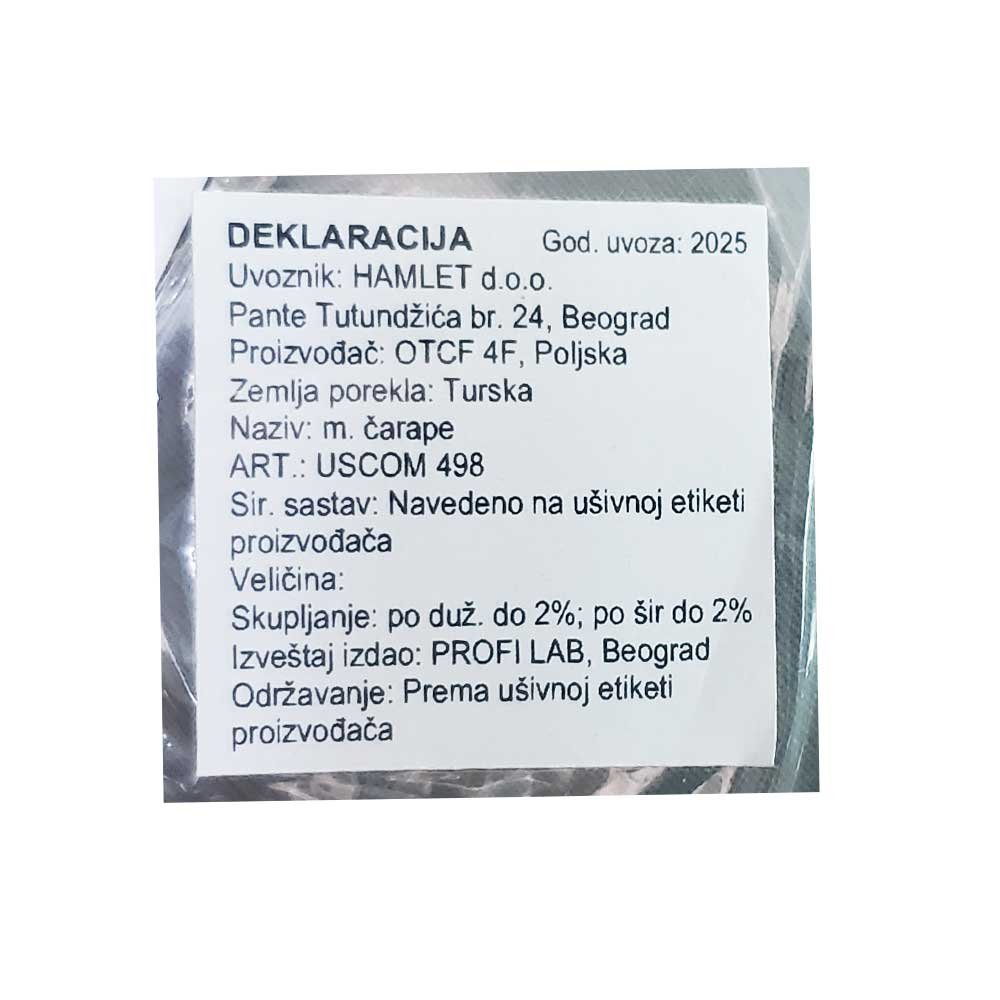 DEKLARACIJA God. uvoza: 2025
Uvoznik: HAMLET d.o.o.
Pante Tutundžića br. 24, Beograd
Proizvođač: OTCF 4F, Poljska
Zemlja porekla: Turska
Naziv: m. čarape
ART.: USCOM 498
Sir. sastav: Navedeno na ušivnoj etiketi
proizvođača
Veličina:
Skupljanje: po duž. do 2%; po šir do 2%
Izveštaj izdao: PROFI LAB, Beograd
Održavanje: Prema ušivnoj etiketi
proizvođača